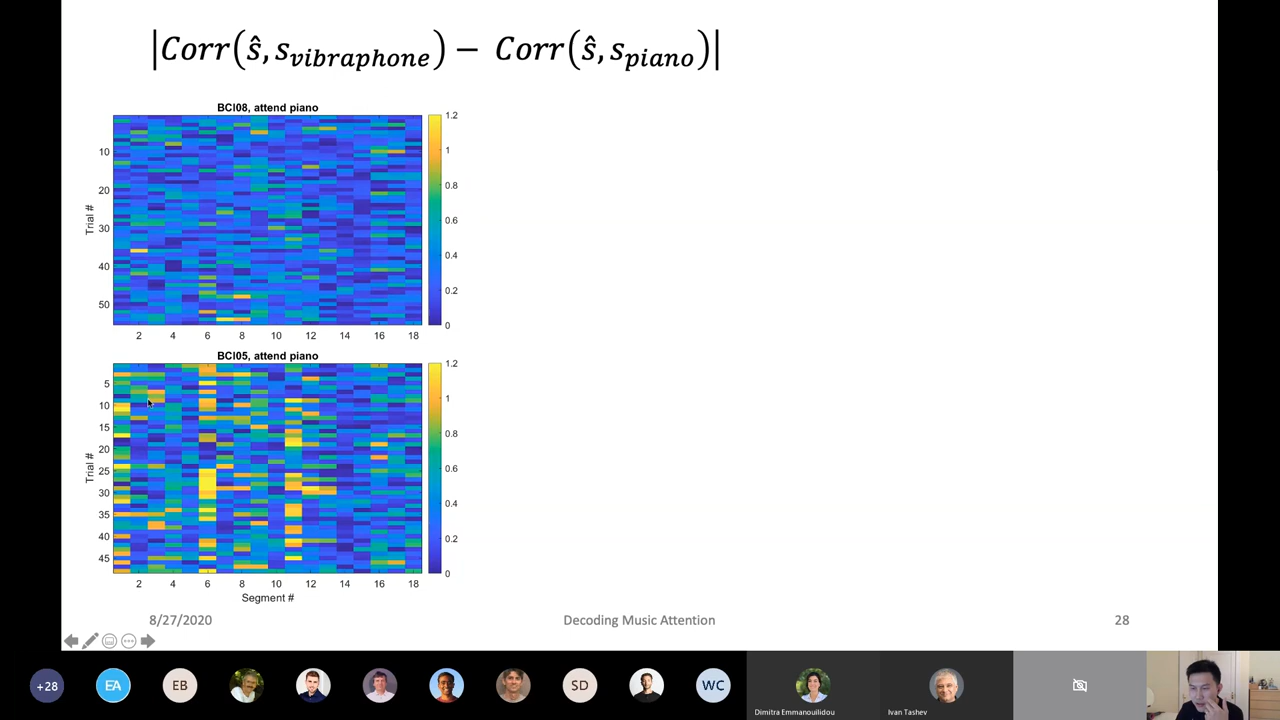 |Corr(ŝ, s_vibraphone) − Corr(ŝ, s_piano)|
BCI08, attend piano
1.2
1
0.8
0.6
0.4
0.2
0
10
20
30
40
50
Trial #
2 4 6 8 10 12 14 16 18
BCI05, attend piano
1.2
1
0.8
0.6
0.4
0.2
0
5
10
15
20
25
30
35
40
45
Trial #
2 4 6 8 10 12 14 16 18
Segment #
8/27/2020 Decoding Music Attention 28
+28 EA EB SD WC
Dimitra Emmanouilidou Ivan Tashev